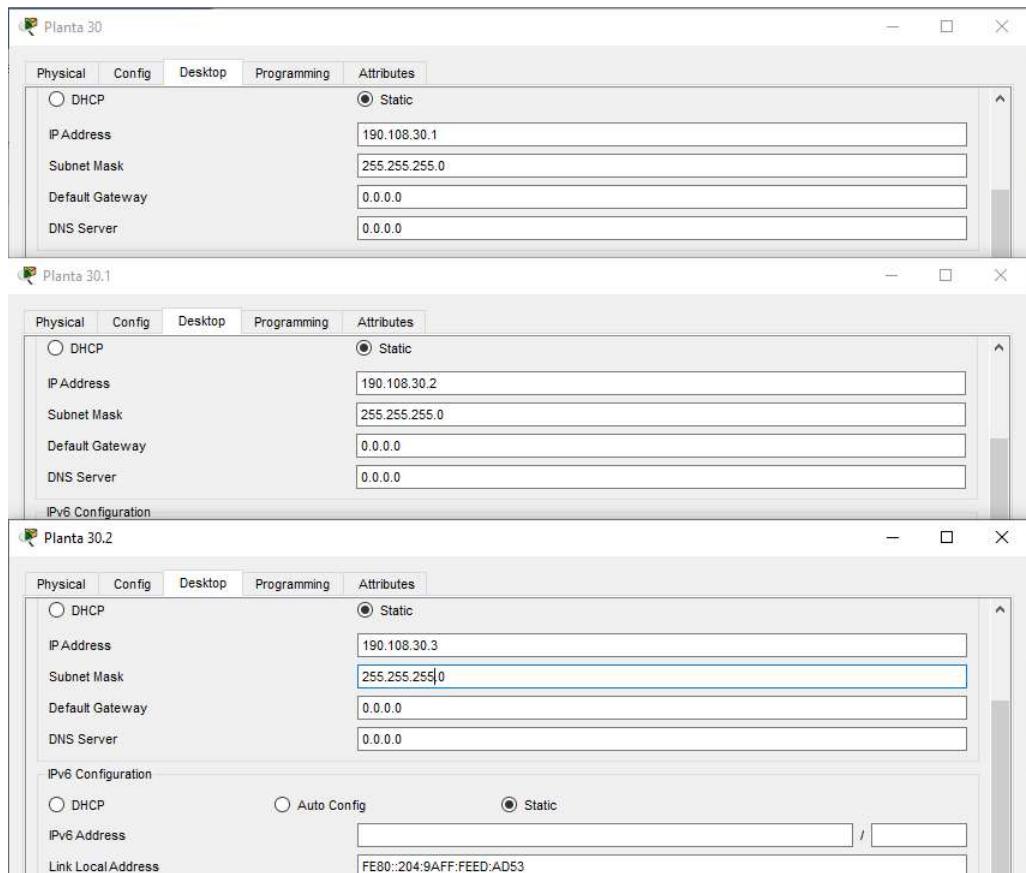 Planta 30
Physical Config Desktop Programming Attributes
DHCP Static
IP Address 190.108.30.1
Subnet Mask 255.255.255.0
Default Gateway 0.0.0.0
DNS Server 0.0.0.0
Planta 30.1
Physical Config Desktop Programming Attributes
DHCP Static
IP Address 190.108.30.2
Subnet Mask 255.255.255.0
Default Gateway 0.0.0.0
DNS Server 0.0.0.0
IPv6 Configuration
Planta 30.2
Physical Config Desktop Programming Attributes
DHCP Static
IP Address 190.108.30.3
Subnet Mask 255.255.255.0
Default Gateway 0.0.0.0
DNS Server 0.0.0.0
IPv6 Configuration
DHCP Auto Config Static
IPv6 Address /
Link Local Address FE80::204:9AFF:FEED:AD53